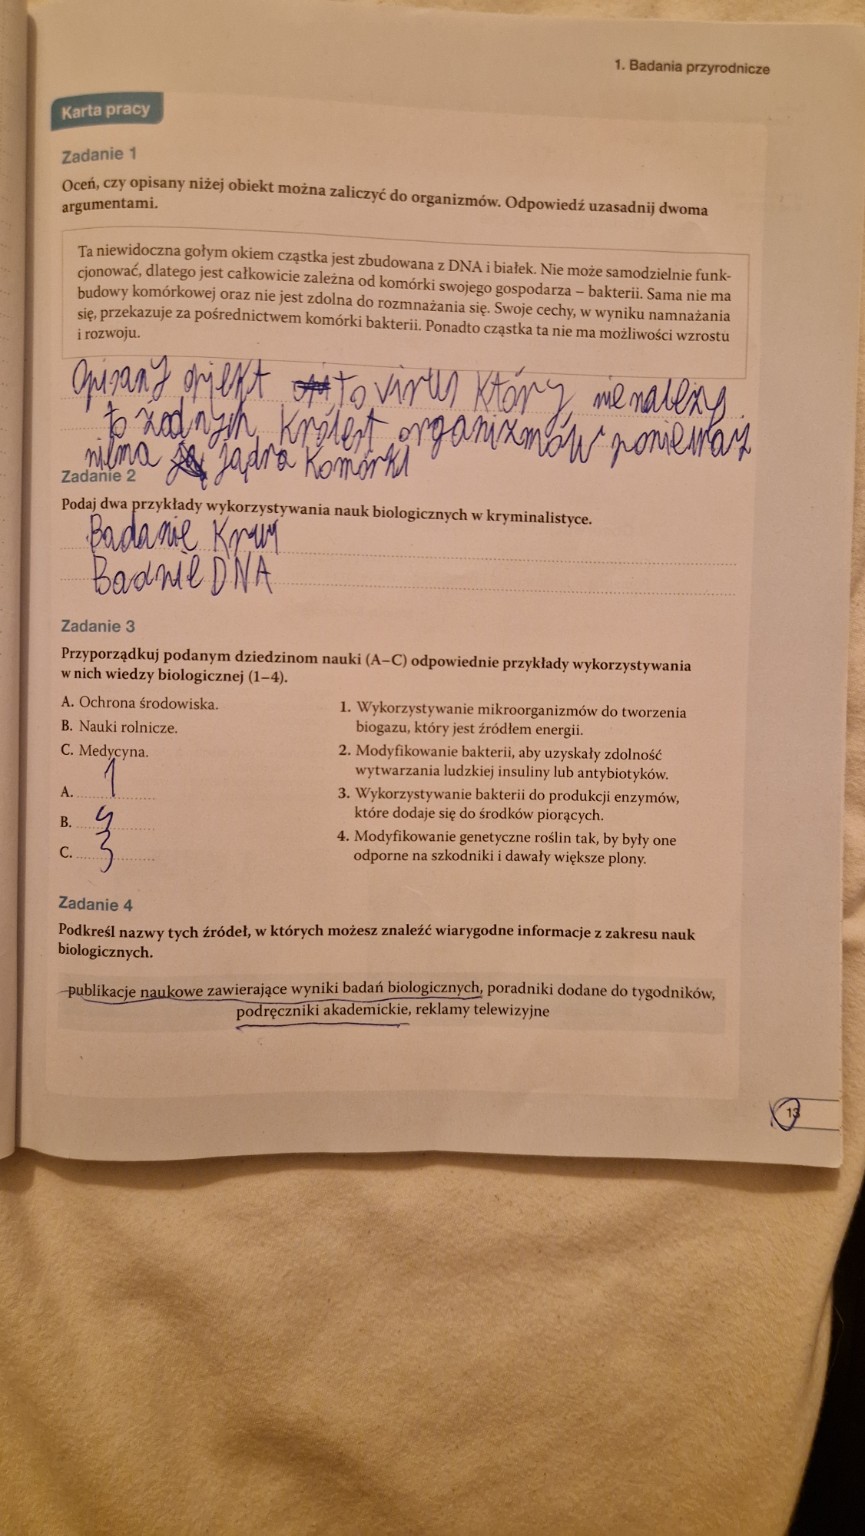 1. Badania przyrodnicze
Karta pracy
Zadanie 1
Oceń, czy opisany niżej obiekt można zaliczyć do organizmów. Odpowiedź uzasadnij dwoma
argumentami.
Ta niewidoczna gołym okiem cząstka jest zbudowana z DNA i białek. Nie może samodzielnie funk-
cjonować, dlatego jest całkowicie zależna od komórki swojego gospodarza – bakterii. Sama nie ma
budowy komórkowej oraz nie jest zdolna do rozmnażania się. Swoje cechy, w wyniku namnażania
się, przekazuje za pośrednictwem komórki bakterii. Ponadto cząstka ta nie ma możliwości wzrostu
i rozwoju.
Opisany objekt to virus który nie należy
to żadnych Królest organizmów poniewarz
niema jądra Komórki
Zadanie 2
Podaj dwa przykłady wykorzystywania nauk biologicznych w kryminalistyce.
Badanie Krwi
Badnie DNA
Zadanie 3
Przyporządkuj podanym dziedzinom nauki (A–C) odpowiednie przykłady wykorzystywania
w nich wiedzy biologicznej (1–4).
A. Ochrona środowiska.
B. Nauki rolnicze.
C. Medycyna.
A. 1
B. 4
C. 3
1. Wykorzystywanie mikroorganizmów do tworzenia
biogazu, który jest źródłem energii.
2. Modyfikowanie bakterii, aby uzyskały zdolność
wytwarzania ludzkiej insuliny lub antybiotyków.
3. Wykorzystywanie bakterii do produkcji enzymów,
które dodaje się do środków piorących.
4. Modyfikowanie genetyczne roślin tak, by były one
odporne na szkodniki i dawały większe plony.
Zadanie 4
Podkreśl nazwy tych źródeł, w których możesz znaleźć wiarygodne informacje z zakresu nauk
biologicznych.
publikacje naukowe zawierające wyniki badań biologicznych, poradniki dodane do tygodników,
podręczniki akademickie, reklamy telewizyjne
13